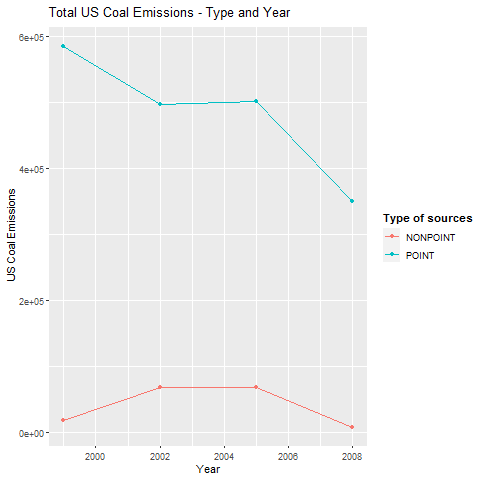 Total US Coal Emissions - Type and Year
6e+05
4e+05
2e+05
0e+00
US Coal Emissions
2000 2002 2004 2006 2008
Year
Type of sources
NONPOINT
POINT